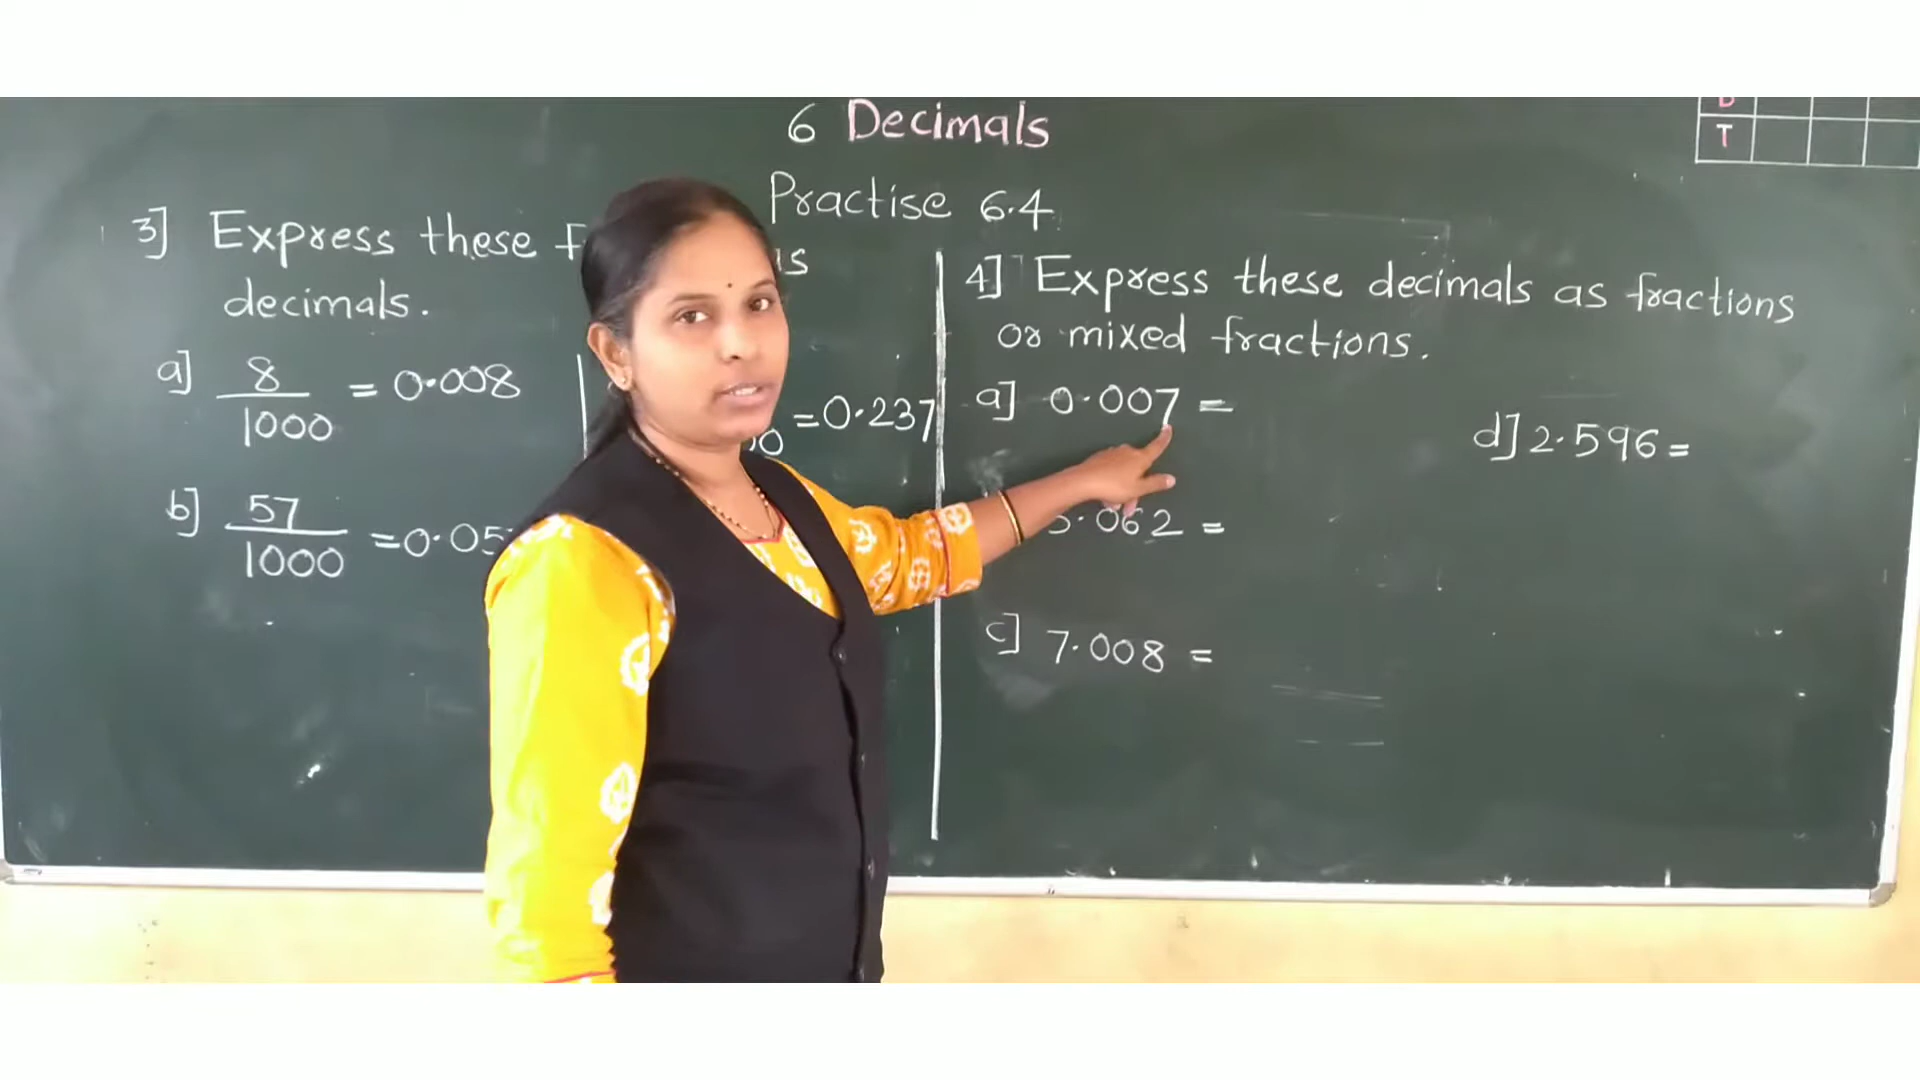 6 Decimals
Practise 6.4
3] Express these
decimals.
a] 8/1000 = 0.008
= 0.237
b] 57/1000 = 0.05
4] Express these decimals as fractions
or mixed fractions.
a] 0.007 =
.062 =
c] 7.008 =
d] 2.596 =
T